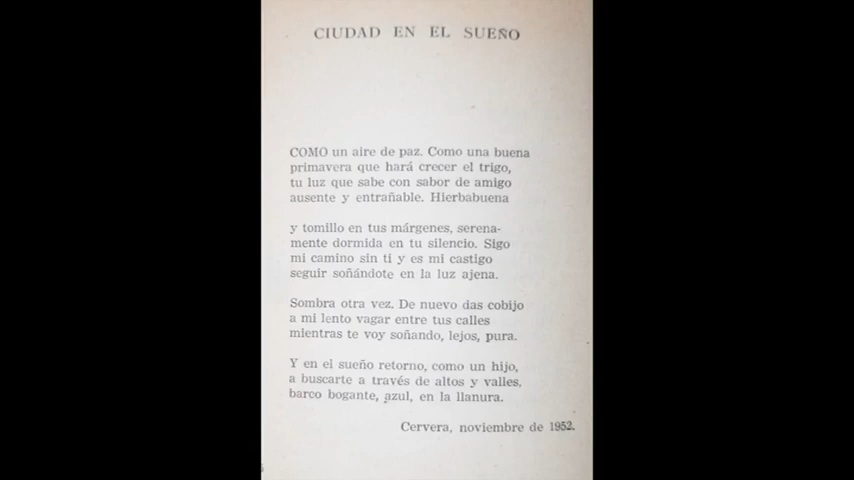 CIUDAD EN EL SUEÑO
COMO un aire de paz. Como una buena
primavera que hará crecer el trigo,
tu luz que sabe con sabor de amigo
ausente y entrañable. Hierbabuena
y tomillo en tus márgenes, serena-
mente dormida en tu silencio. Sigo
mi camino sin ti y es mi castigo
seguir soñándote en la luz ajena.
Sombra otra vez. De nuevo das cobijo
a mi lento vagar entre tus calles
mientras te voy soñando, lejos, pura.
Y en el sueño retorno, como un hijo,
a buscarte a través de altos y valles,
barco bogante, azul, en la llanura.
Cervera, noviembre de 1952.